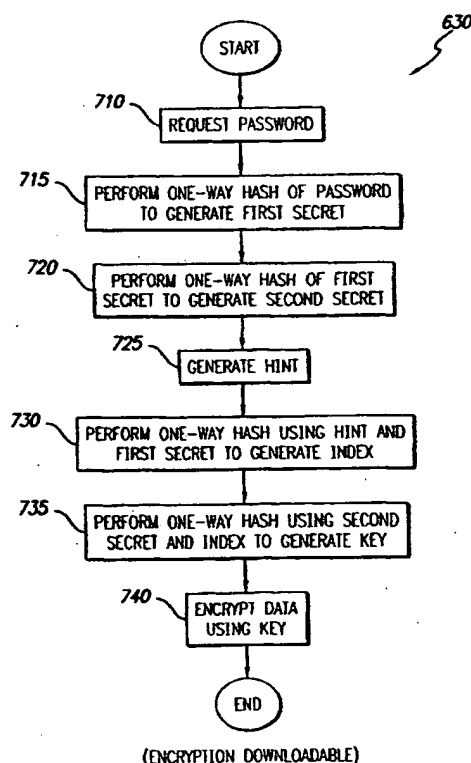 630
START
710
REQUEST PASSWORD
715
PERFORM ONE-WAY HASH OF PASSWORD
TO GENERATE FIRST SECRET
720
PERFORM ONE-WAY HASH OF FIRST
SECRET TO GENERATE SECOND SECRET
725
GENERATE HINT
730
PERFORM ONE-WAY HASH USING HINT AND
FIRST SECRET TO GENERATE INDEX
735
PERFORM ONE-WAY HASH USING SECOND
SECRET AND INDEX TO GENERATE KEY
740
ENCRYPT DATA
USING KEY
END
(ENCRYPTION DOWNLOADABLE)